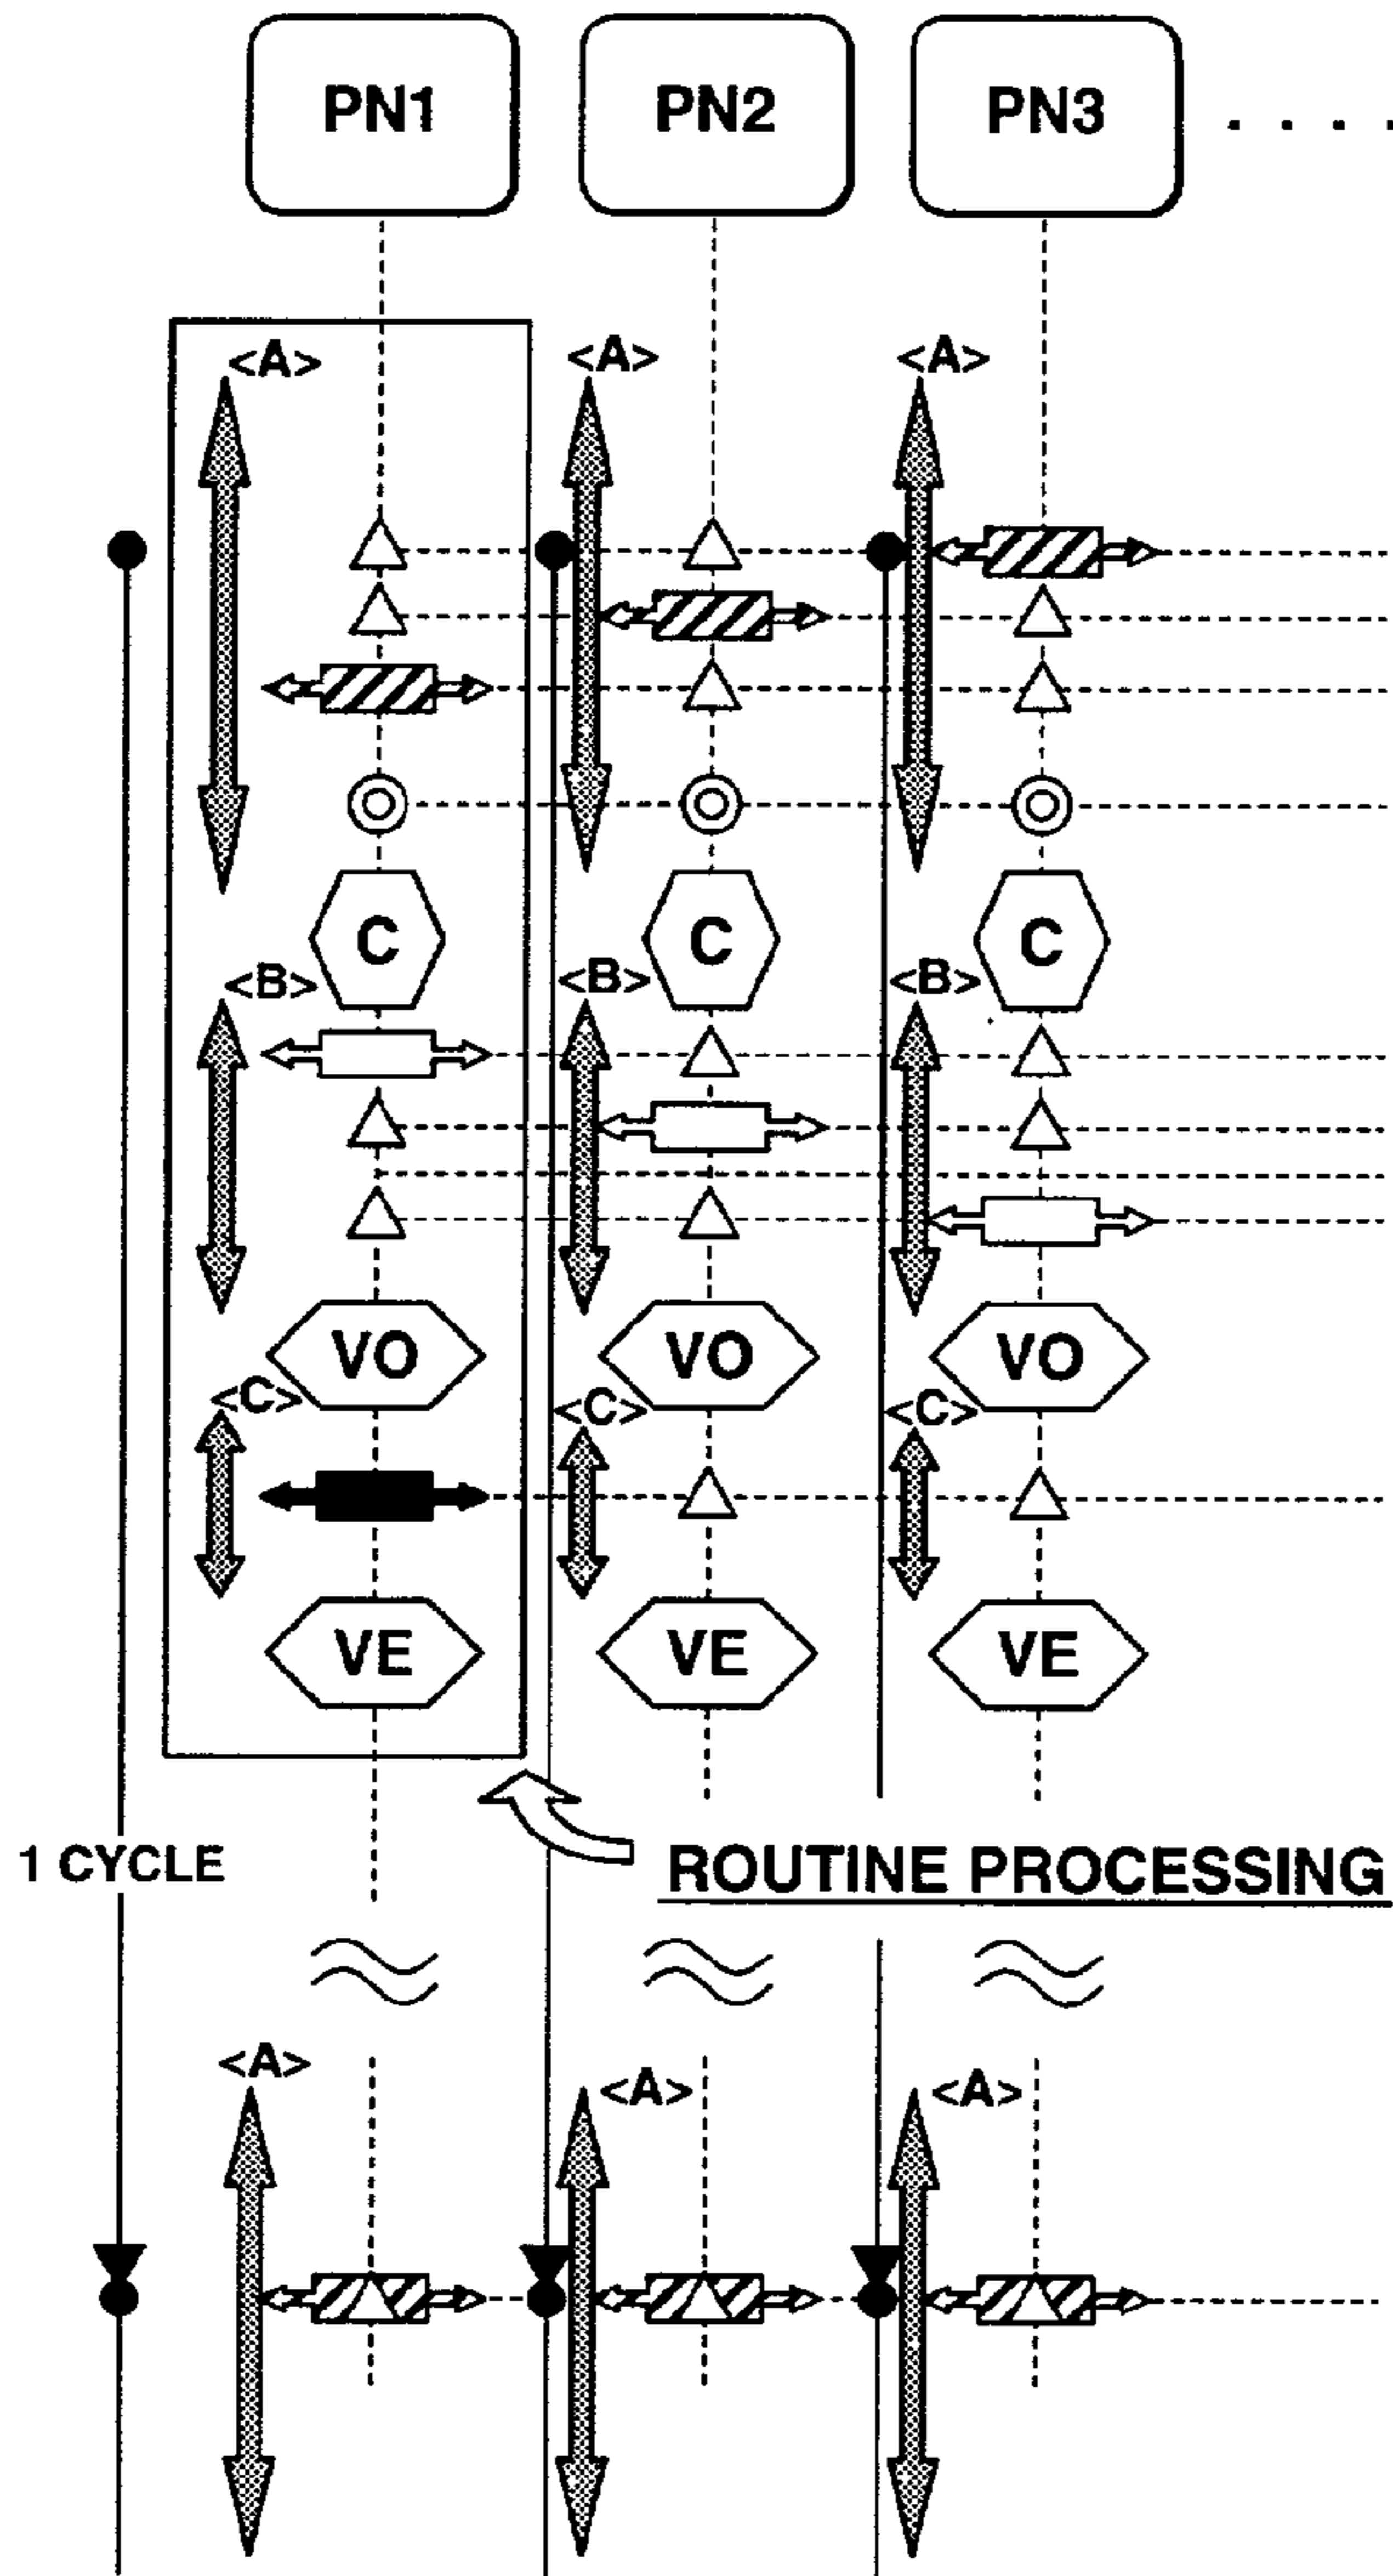 PN1 PN2 PN3 . . . .
<A> <A> <A>
C C C
<B> <B> <B>
VO VO VO
<C> <C> <C>
VE VE VE
1 CYCLE
ROUTINE PROCESSING
<A> <A> <A>